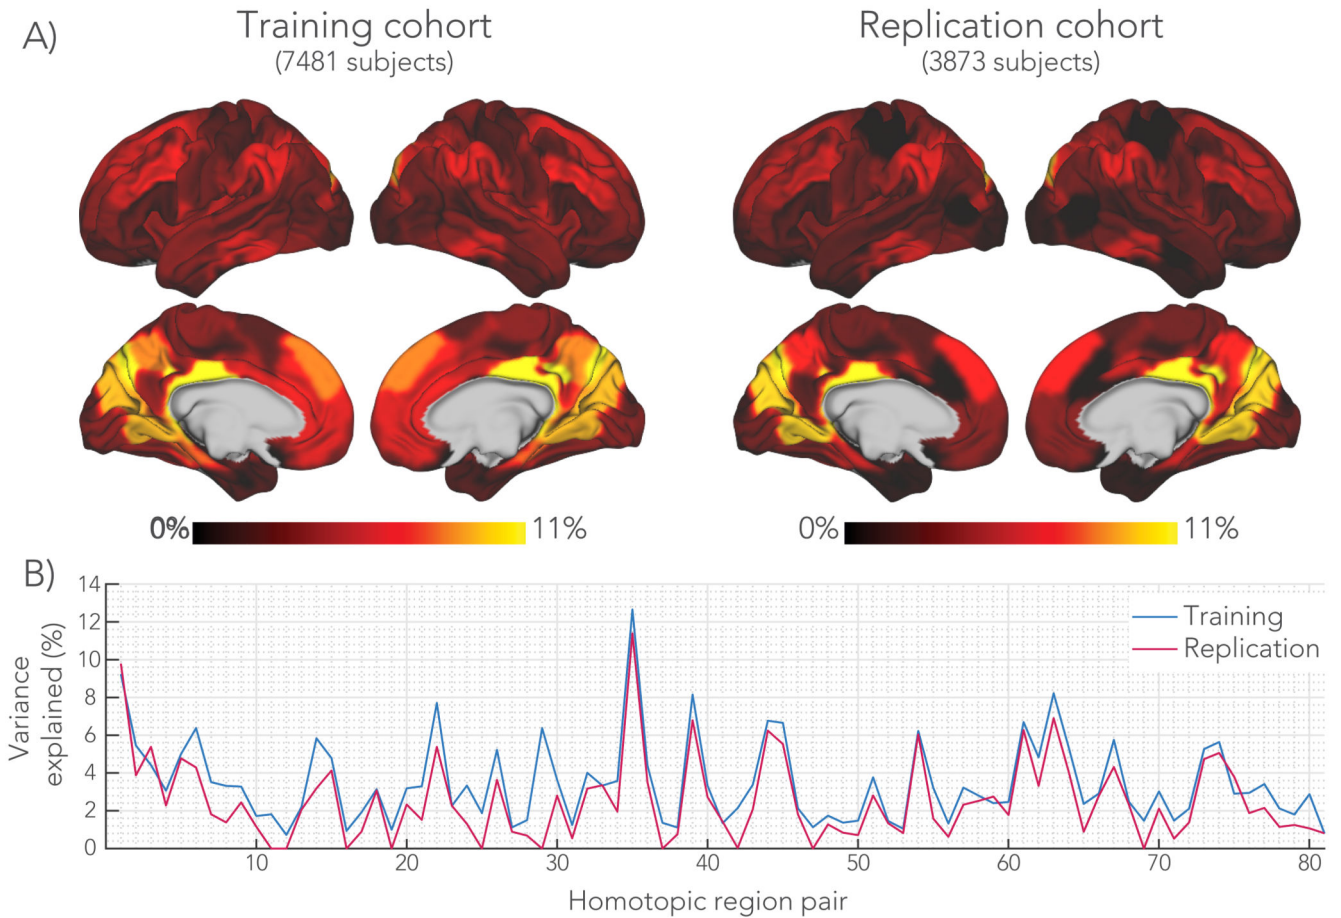 A)
Training cohort
(7481 subjects)
Replication cohort
(3873 subjects)
0%
11%
0%
11%
B)
Variance
explained (%)
14
12
10
8
6
4
2
0
Training
Replication
10
20
30
40
50
60
70
80
Homotopic region pair